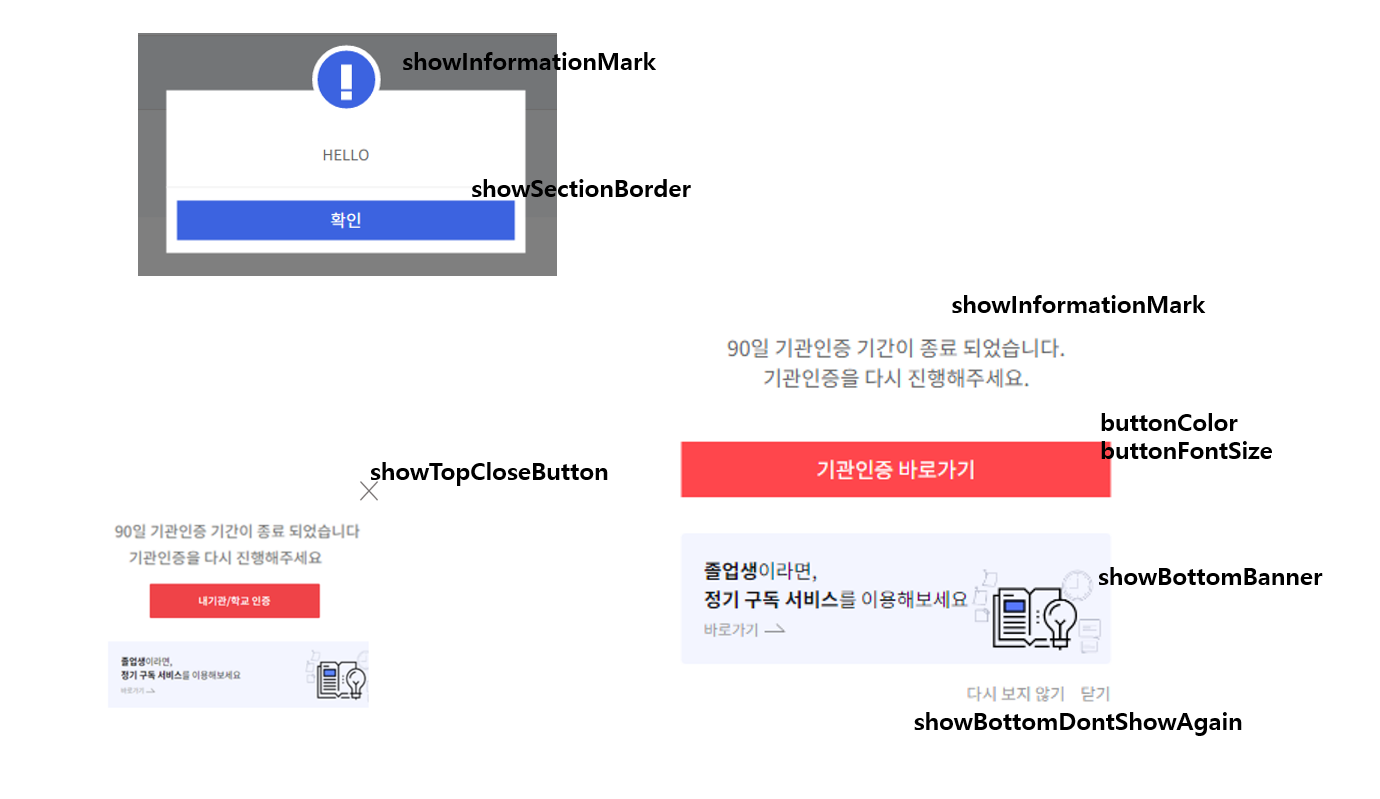 showInformationMark
HELLO
showSectionBorder
확인
showInformationMark
90일 기관인증 기간이 종료 되었습니다.
기관인증을 다시 진행해주세요.
buttonColor
buttonFontSize
기관인증 바로가기
졸업생이라면,
정기 구독 서비스를 이용해보세요
바로가기
showBottomBanner
다시 보지 않기 닫기
showBottomDontShowAgain
showTopCloseButton
90일 기관인증 기간이 종료 되었습니다
기관인증을 다시 진행해주세요
내기관/학교 인증
졸업생이라면,
정기 구독 서비스를 이용해보세요
바로가기